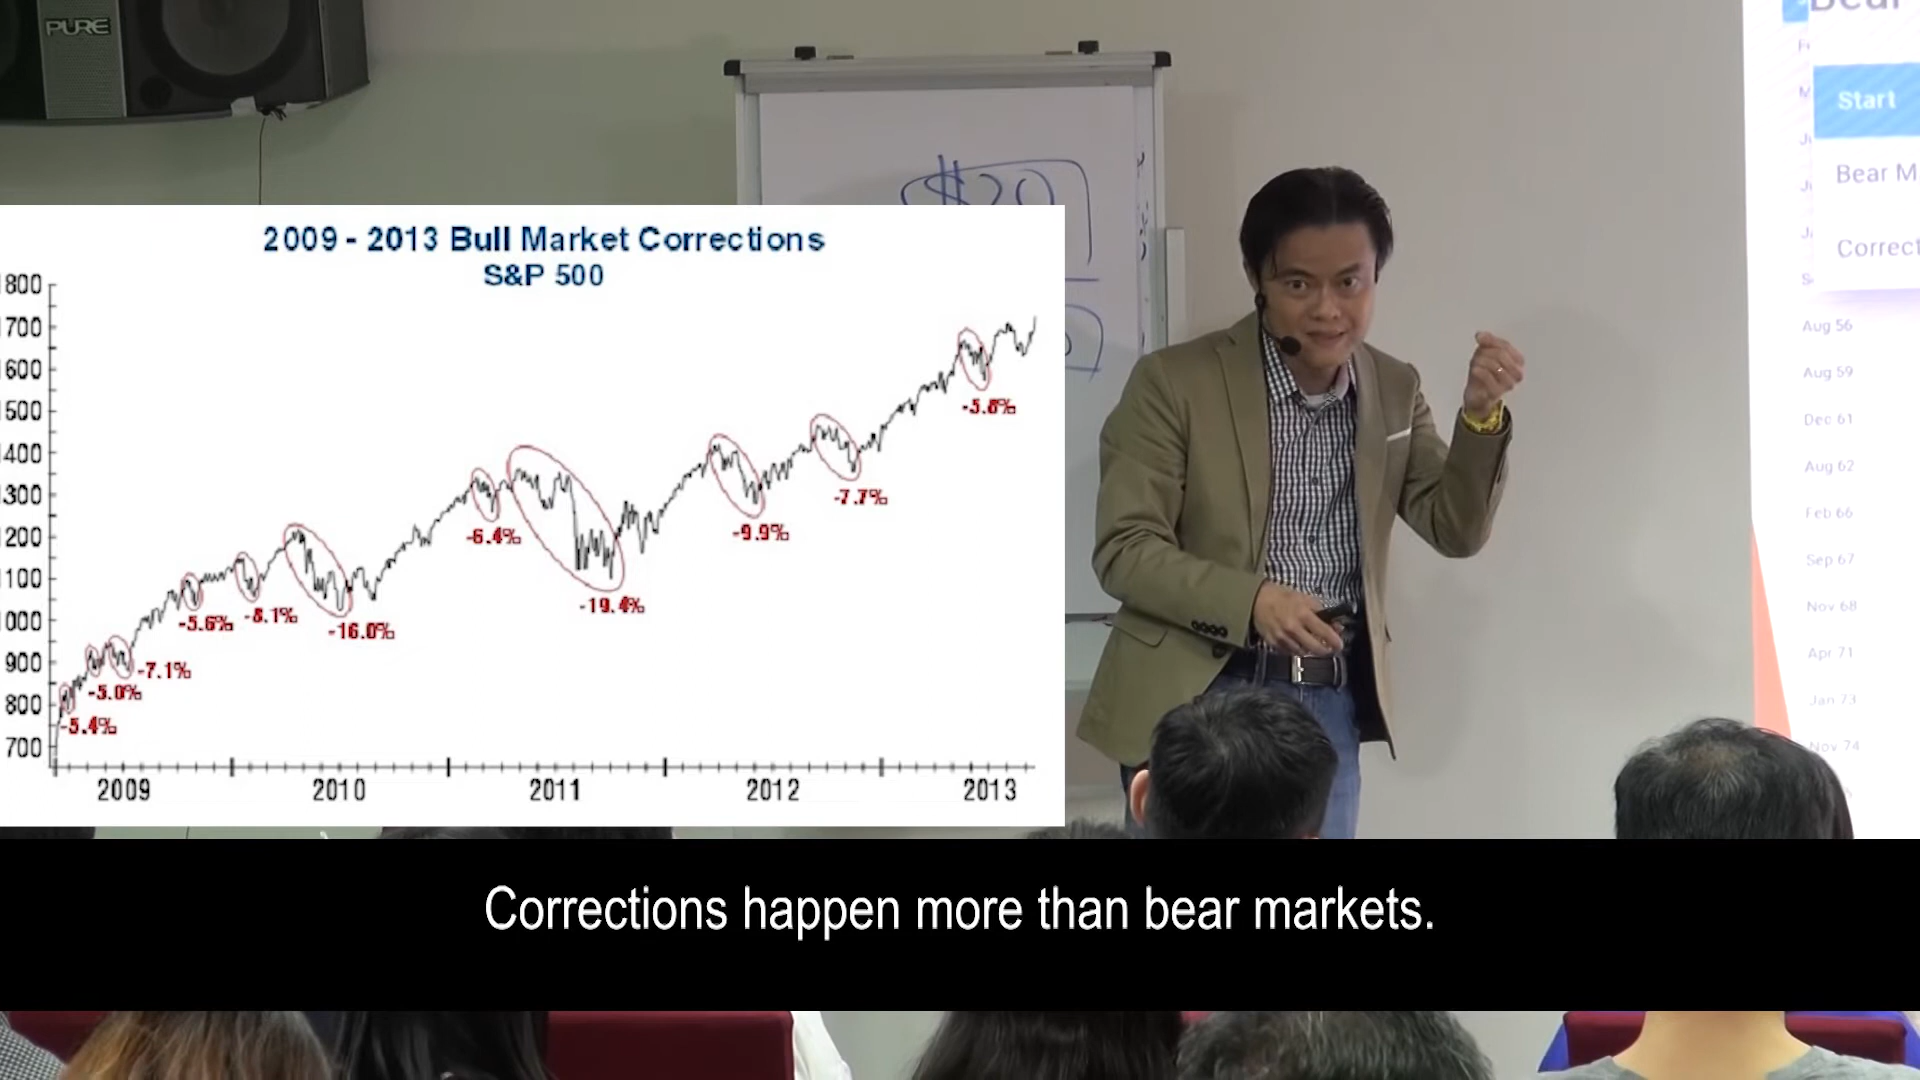 PURE
$20
2009 - 2013 Bull Market Corrections
S&P 500
800
700
600
500
400
300
200
100
000
900
800
700
-5.4%
-5.0%
-7.1%
-5.6%
-8.1%
-16.0%
-6.4%
-19.4%
-9.9%
-7.7%
-5.8%
2009
2010
2011
2012
2013
Start
Bear M
Correct
Aug 56
Aug 59
Dec 61
Aug 62
Feb 66
Sep 67
Nov 68
Apr 71
Jan 73
Nov 74
Corrections happen more than bear markets.